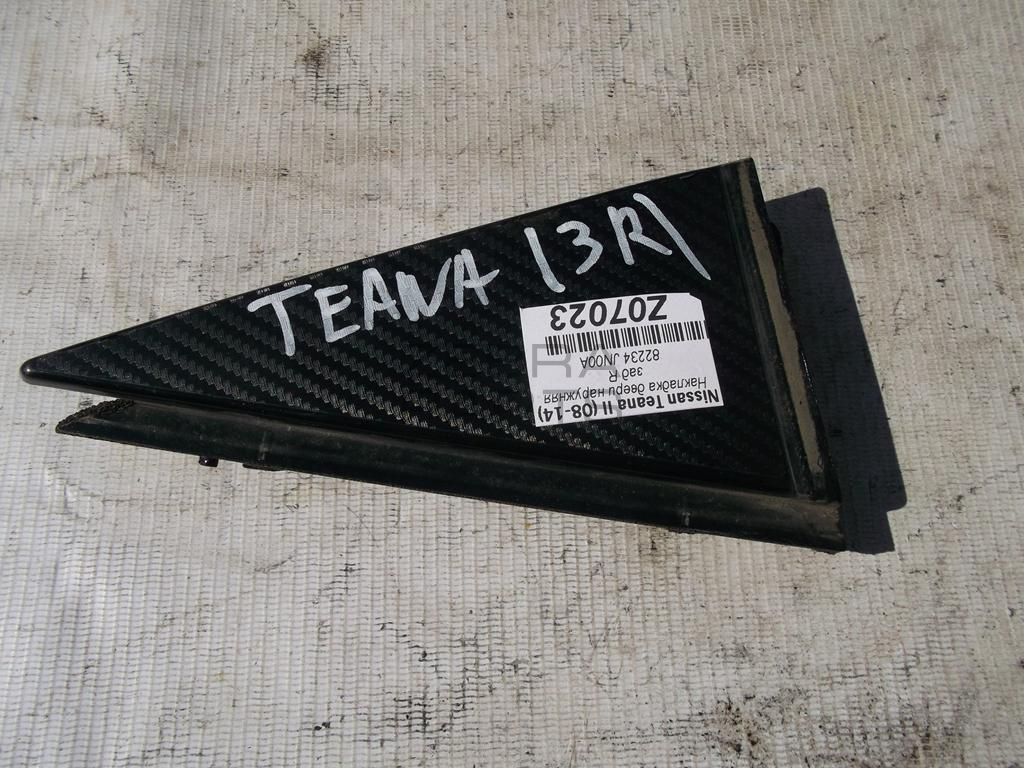 TEANA (3R)
Nissan Teana II (08-14)
Накладка двери наружняя
зад R
82234 JN00A
Z07023